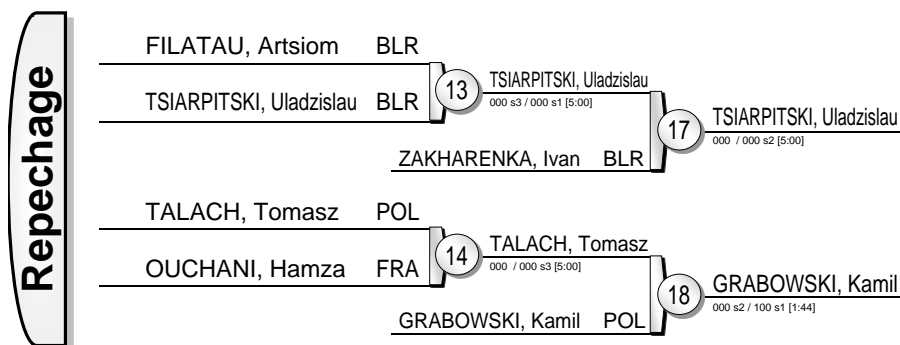 Repechage
FILATAU, Artsiom BLR
TSIARPITSKI, Uladzislau BLR
13
TSIARPITSKI, Uladzislau
000 s3 / 000 s1 [5:00]
ZAKHARENKA, Ivan BLR
17
TSIARPITSKI, Uladzislau
000 / 000 s2 [5:00]
TALACH, Tomasz POL
OUCHANI, Hamza FRA
14
TALACH, Tomasz
000 / 000 s3 [5:00]
GRABOWSKI, Kamil POL
18
GRABOWSKI, Kamil
000 s2 / 100 s1 [1:44]